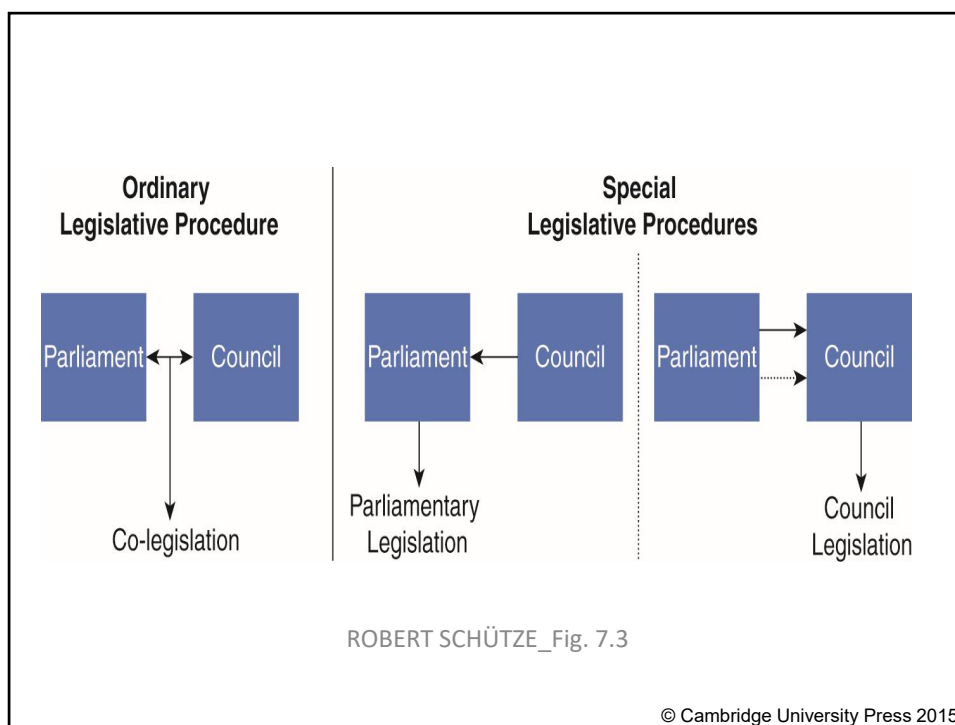 Ordinary
Legislative Procedure
Special
Legislative Procedures
Parliament
Council
Co-legislation
Parliament
Council
Parliamentary
Legislation
Parliament
Council
Council
Legislation
ROBERT SCHÜTZE_Fig. 7.3
© Cambridge University Press 2015